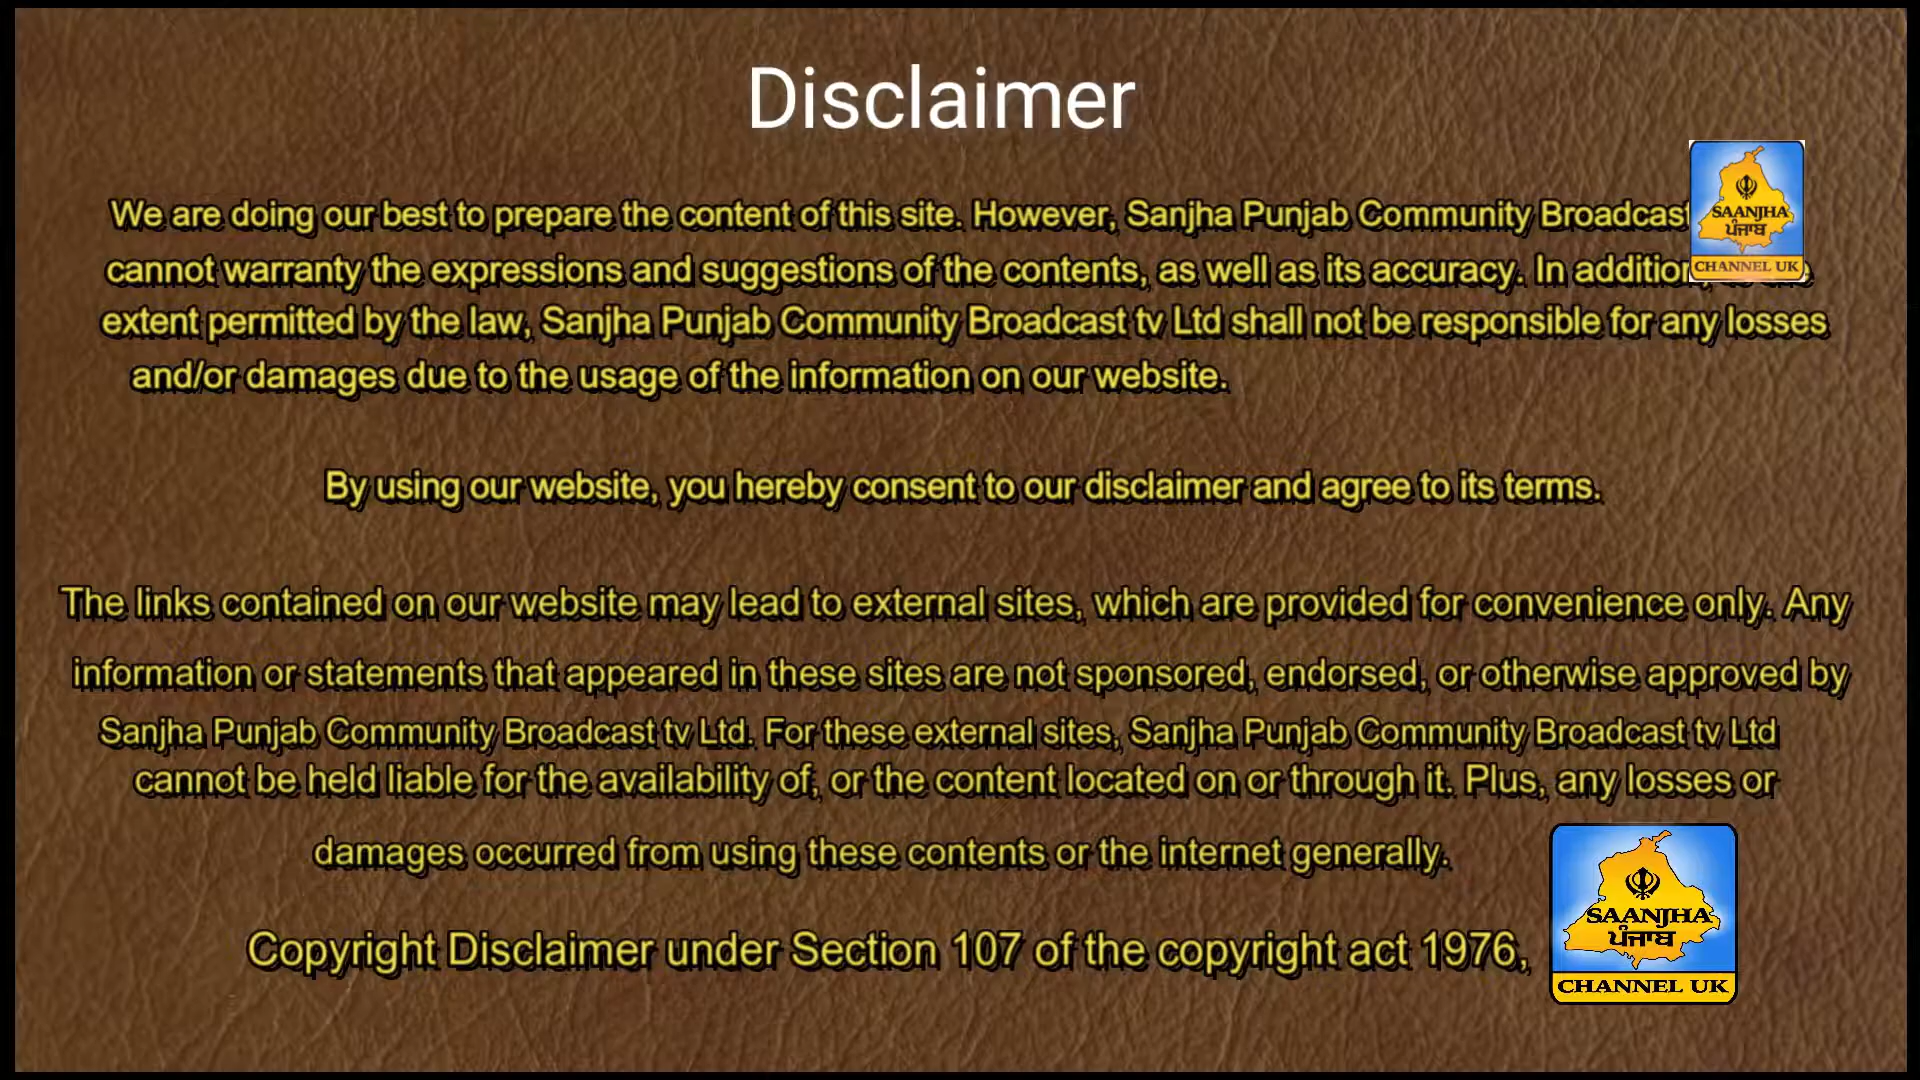 Disclaimer
We are doing our best to prepare the content of this site. However, Sanjha Punjab Community Broadcast
cannot warranty the expressions and suggestions of the contents, as well as its accuracy. In addition,
extent permitted by the law, Sanjha Punjab Community Broadcast tv Ltd shall not be responsible for any losses
and/or damages due to the usage of the information on our website.
SAANJHA
ਪੰਜਾਬ
CHANNEL UK
By using our website, you hereby consent to our disclaimer and agree to its terms.
The links contained on our website may lead to external sites, which are provided for convenience only. Any
information or statements that appeared in these sites are not sponsored, endorsed, or otherwise approved by
Sanjha Punjab Community Broadcast tv Ltd. For these external sites, Sanjha Punjab Community Broadcast tv Ltd
cannot be held liable for the availability of, or the content located on or through it. Plus, any losses or
damages occurred from using these contents or the internet generally.
Copyright Disclaimer under Section 107 of the copyright act 1976,
SAANJHA
ਪੰਜਾਬ
CHANNEL UK